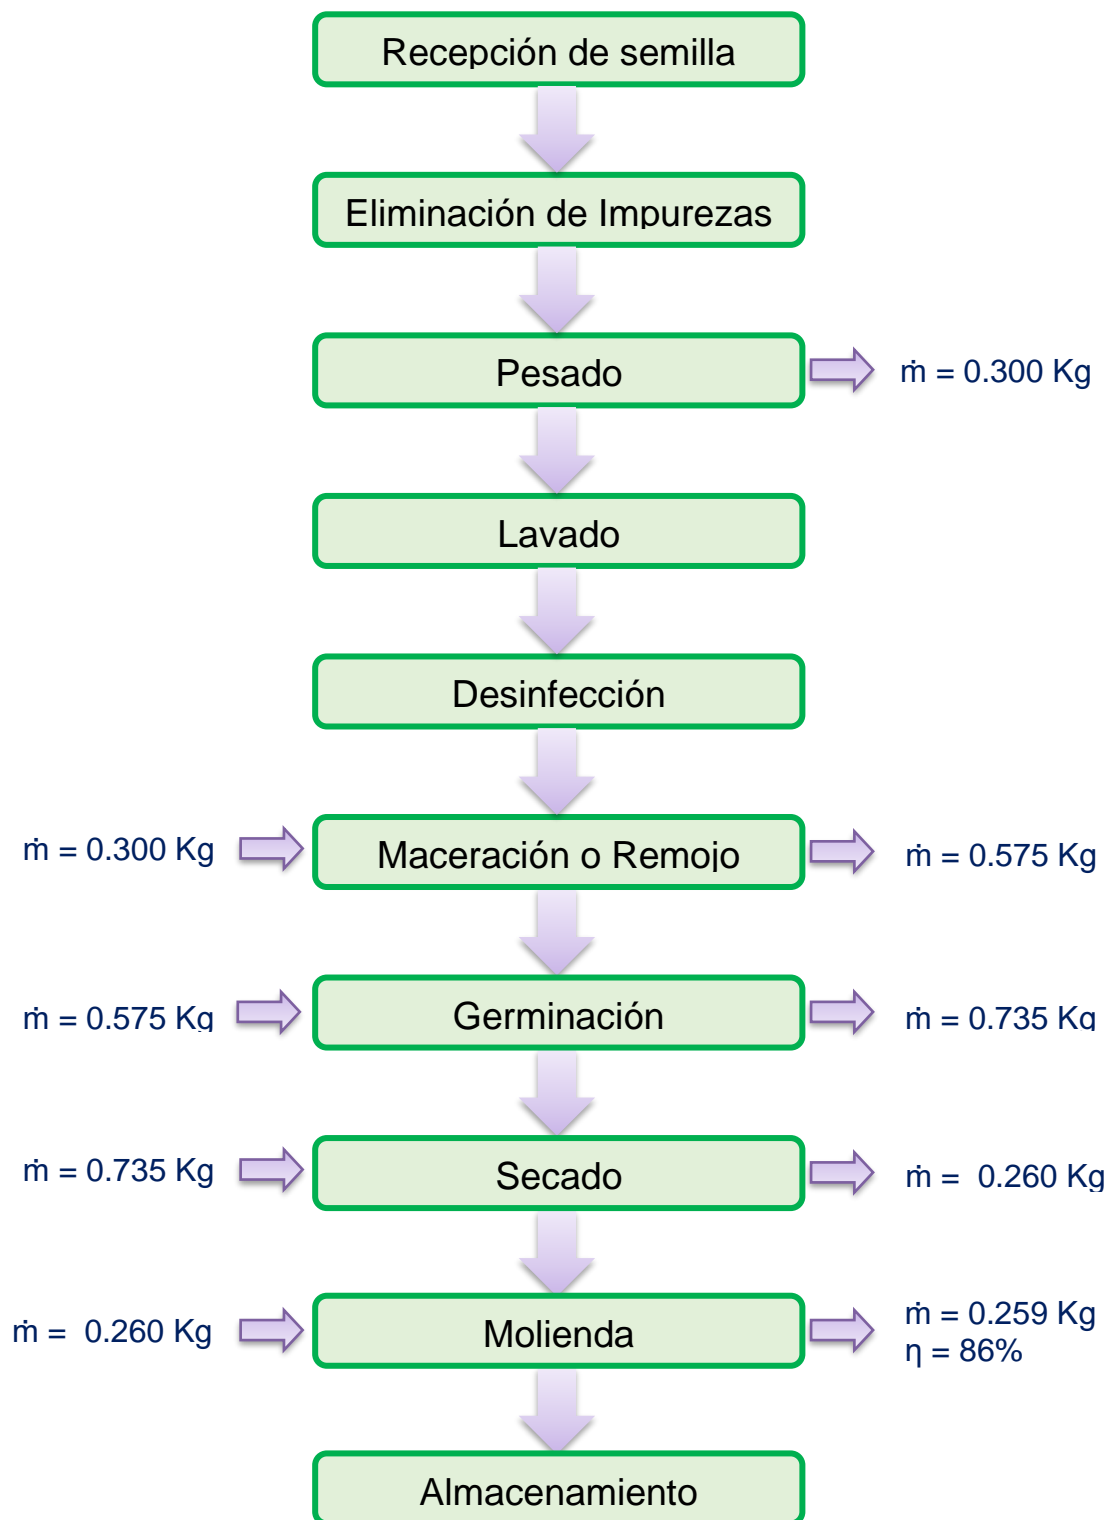 Recepción de semilla
Eliminación de Impurezas
Pesado
ṁ = 0.300 Kg
Lavado
Desinfección
ṁ = 0.300 Kg
Maceración o Remojo
ṁ = 0.575 Kg
ṁ = 0.575 Kg
Germinación
ṁ = 0.735 Kg
ṁ = 0.735 Kg
Secado
ṁ =  0.260 Kg
ṁ =  0.260 Kg
Molienda
ṁ = 0.259 Kg
η = 86%
Almacenamiento